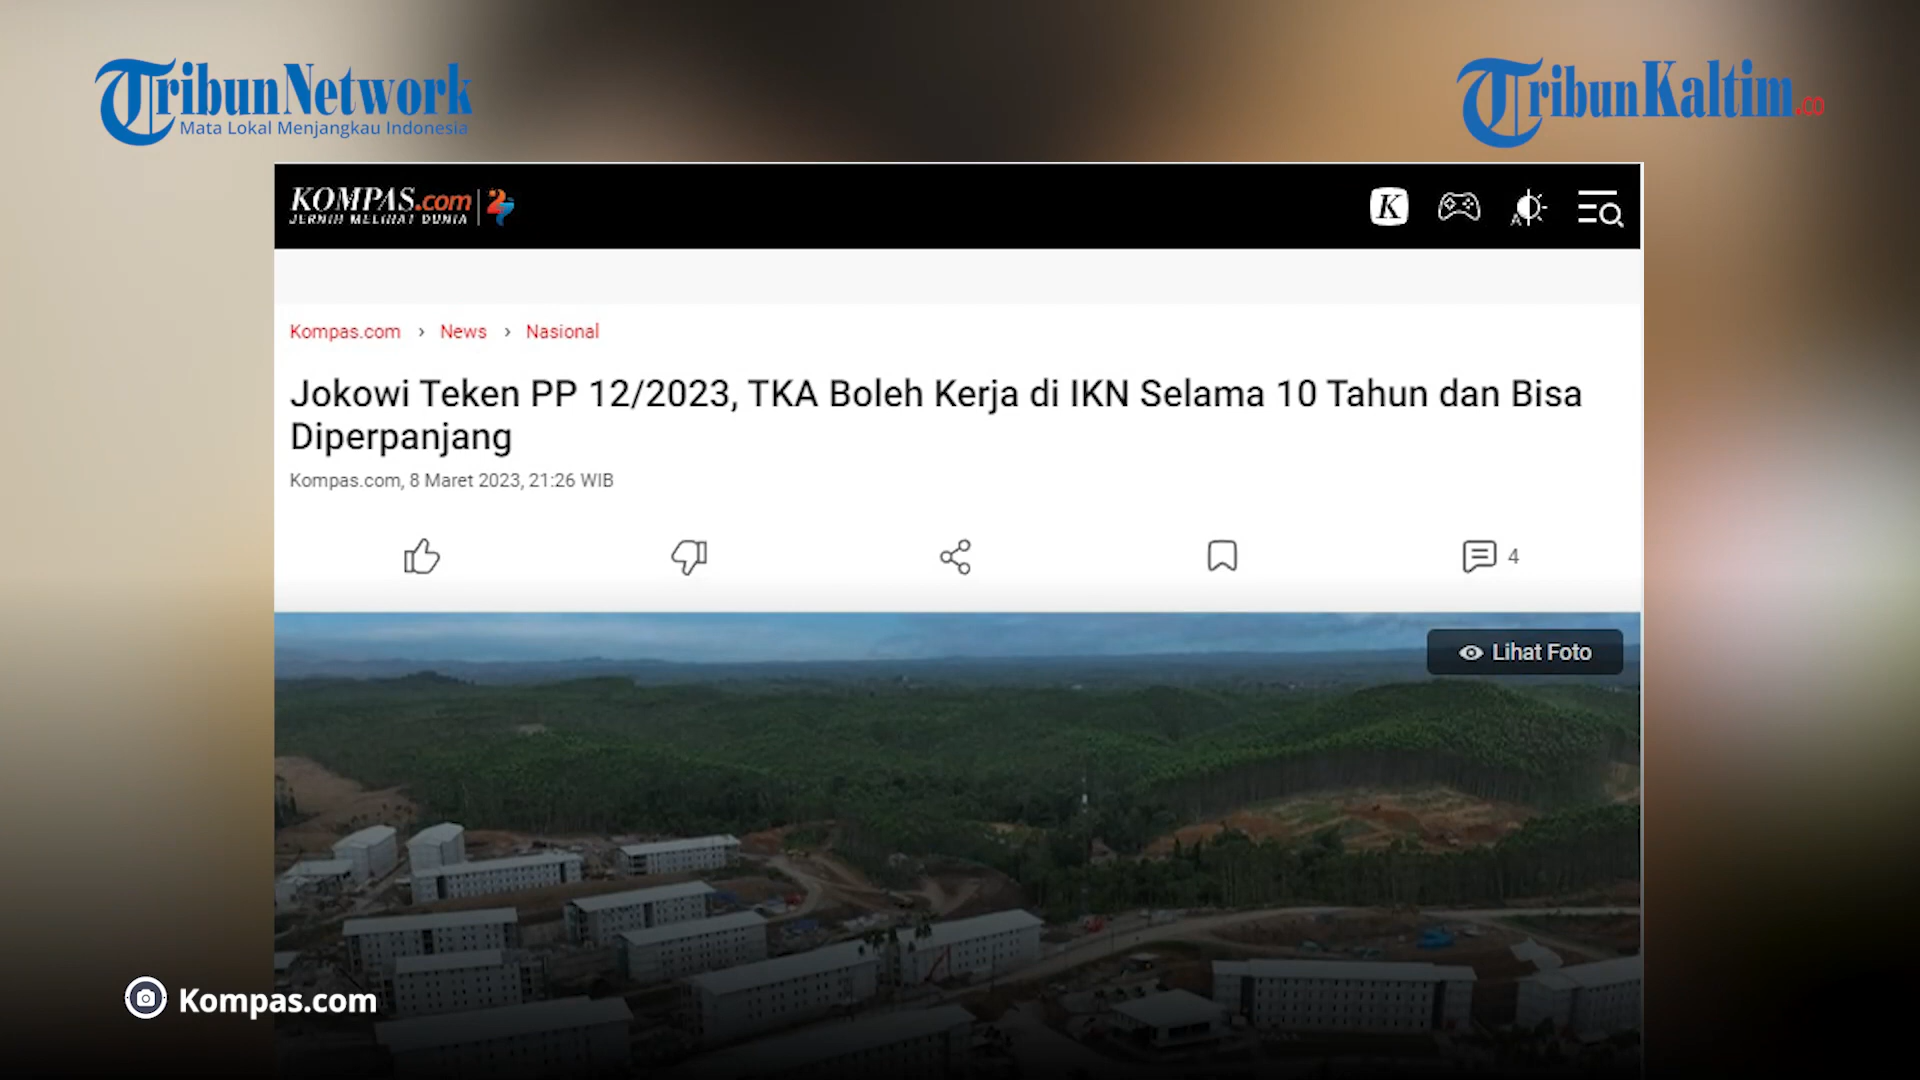 TribunNetwork
Mata Lokal Menjangkau Indonesia
TribunKaltim.co
KOMPAS.com
JERNIH MELIHAT DUNIA
K
A
Kompas.com › News › Nasional
Jokowi Teken PP 12/2023, TKA Boleh Kerja di IKN Selama 10 Tahun dan Bisa
Diperpanjang
Kompas.com, 8 Maret 2023, 21:26 WIB
4
Lihat Foto
Kompas.com